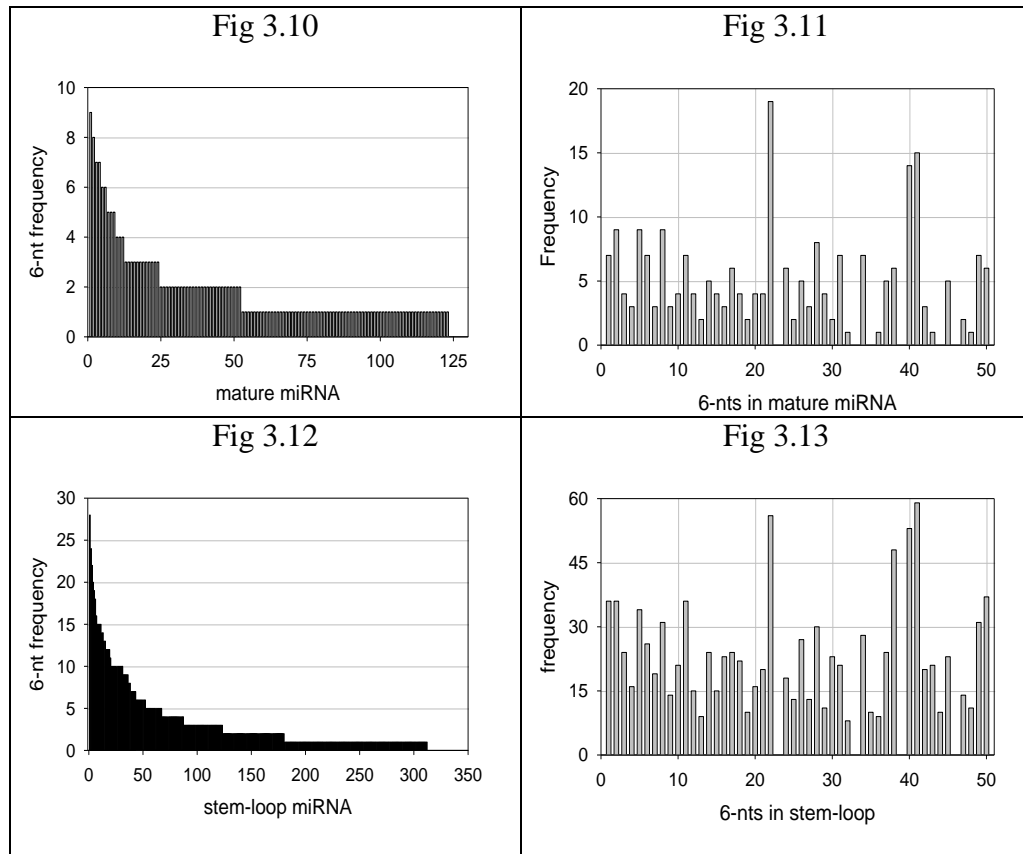 Fig 3.10
10
8
6
4
2
0
6-nt frequency
0 25 50 75 100 125
mature miRNA
Fig 3.11
20
15
10
5
0
Frequency
0 10 20 30 40 50
6-nts in mature miRNA
Fig 3.12
30
25
20
15
10
5
0
6-nt frequency
0 50 100 150 200 250 300 350
stem-loop miRNA
Fig 3.13
60
45
30
15
0
frequency
0 10 20 30 40 50
6-nts in stem-loop